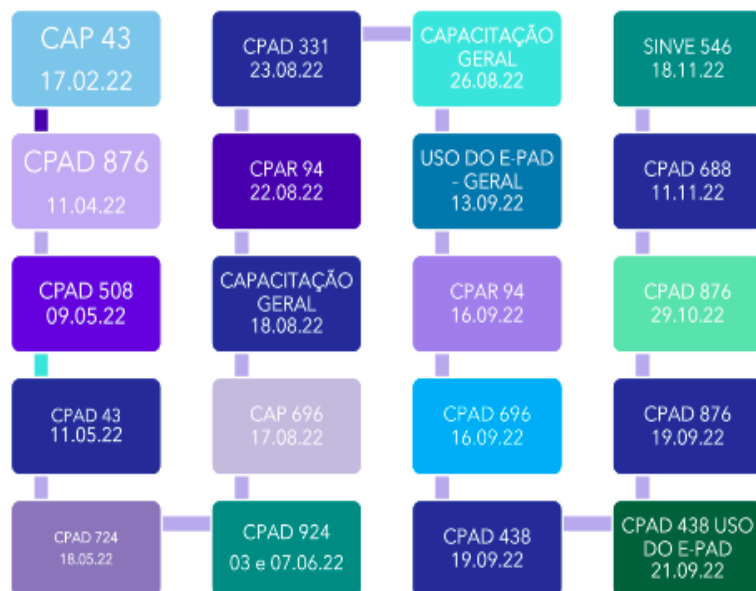 CAP 43
17.02.22
CPAD 876
11.04.22
CPAD 508
09.05.22
CPAD 43
11.05.22
CPAD 724
18.05.22
CPAD 924
03 e 07.06.22
CAP 696
17.08.22
CAPACITAÇÃO
GERAL
18.08.22
CPAR 94
22.08.22
CPAD 331
23.08.22
CAPACITAÇÃO
GERAL
26.08.22
USO DO E-PAD
- GERAL
13.09.22
CPAR 94
16.09.22
CPAD 696
16.09.22
CPAD 438
19.09.22
CPAD 438 USO
DO E-PAD
21.09.22
CPAD 876
19.09.22
CPAD 876
29.10.22
CPAD 688
11.11.22
SINVE 546
18.11.22